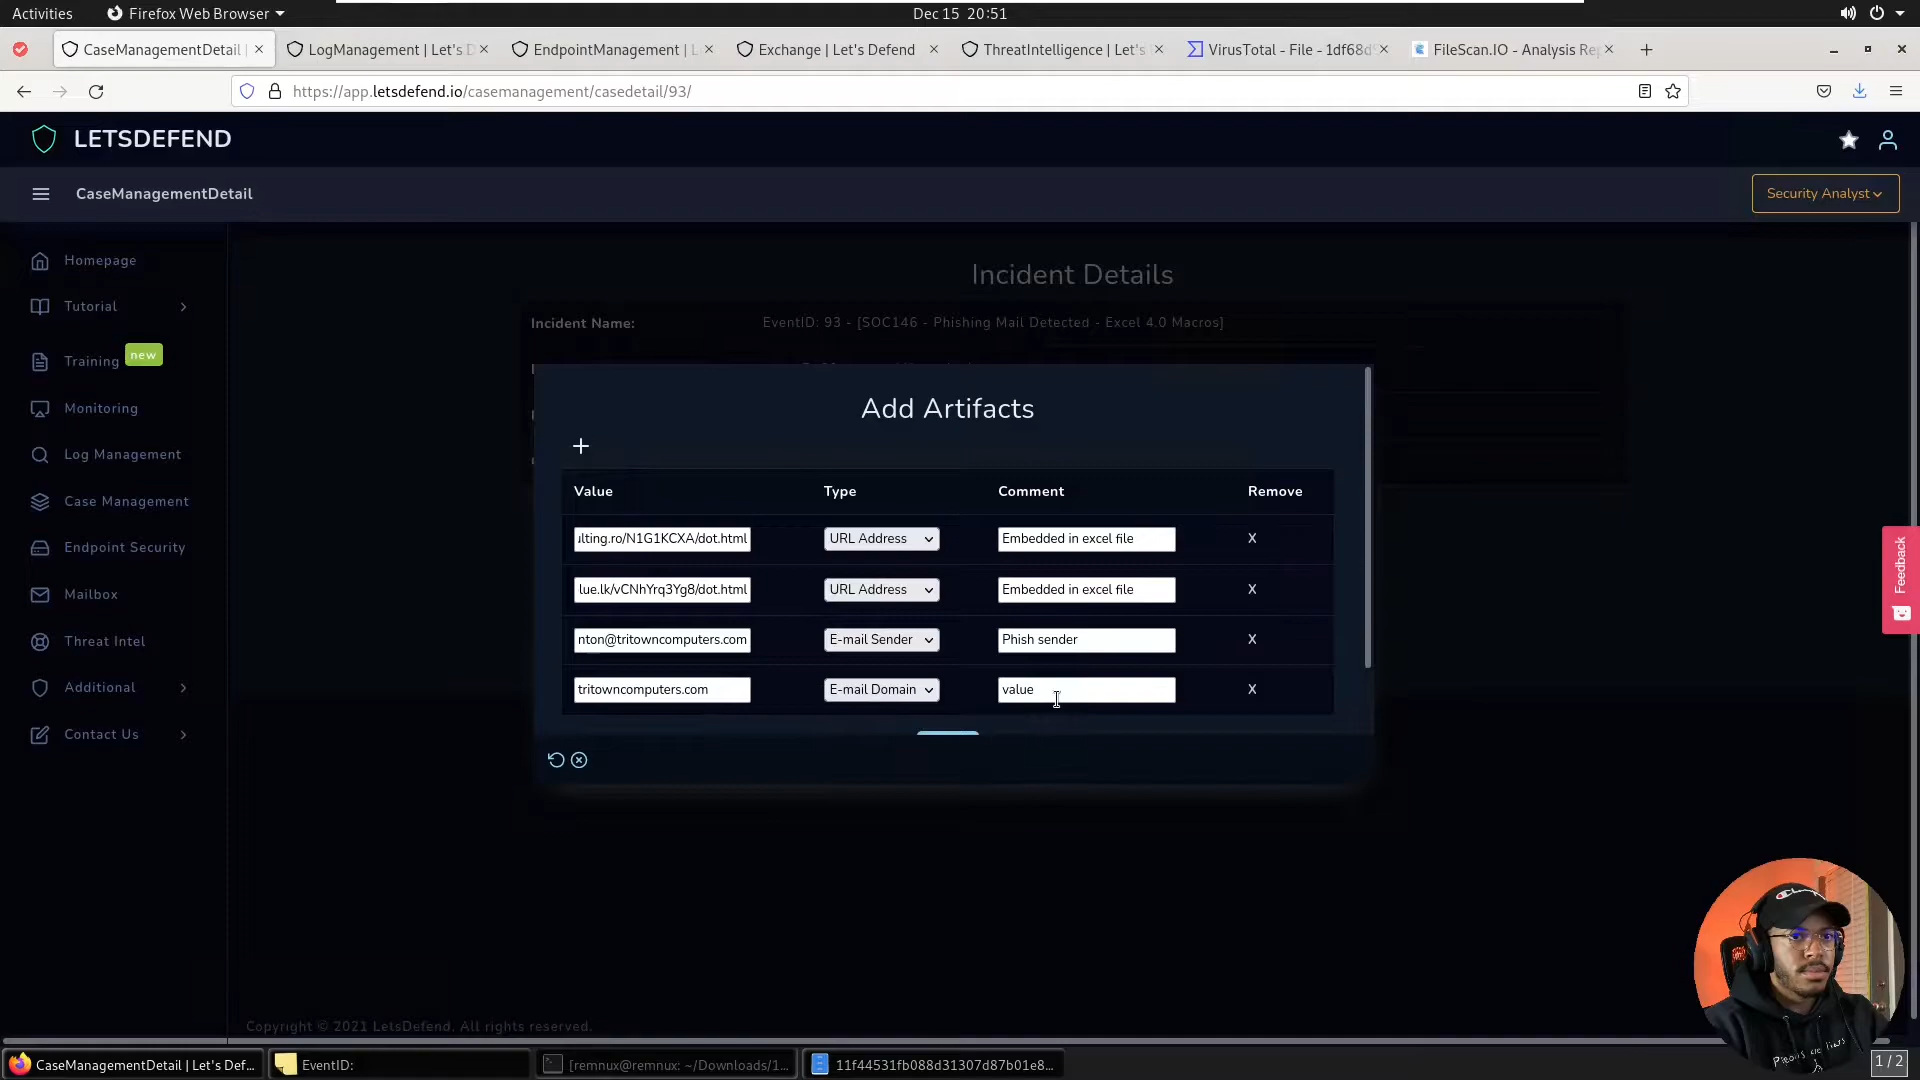 Activities
Firefox Web Browser
Dec 15 20:51
CaseManagementDetail |
LogManagement | Let's D
EndpointManagement | L
Exchange | Let's Defend
ThreatIntelligence | Let's
VirusTotal - File - 1df68d
FileScan.IO - Analysis Re
https://app.letsdefend.io/casemanagement/casedetail/93/
LETSDEFEND
CaseManagementDetail
Security Analyst
Homepage
Tutorial
Training new
Monitoring
Log Management
Case Management
Endpoint Security
Mailbox
Threat Intel
Additional
Contact Us
Incident Details
Incident Name: EventID: 93 - [SOC146 - Phishing Mail Detected - Excel 4.0 Macros]
Add Artifacts
+
Value Type Comment Remove
ulting.ro/N1G1KCXA/dot.html URL Address Embedded in excel file X
lue.lk/vCNhYrq3Yg8/dot.html URL Address Embedded in excel file X
nton@tritowncomputers.com E-mail Sender Phish sender X
tritowncomputers.com E-mail Domain value X
Feedback
Copyright © 2021 LetsDefend. All rights reserved.
CaseManagementDetail | Let's Def...
EventID:
[remnux@remnux: ~/Downloads/1...
11f44531fb088d31307d87b01e8...
1 / 2